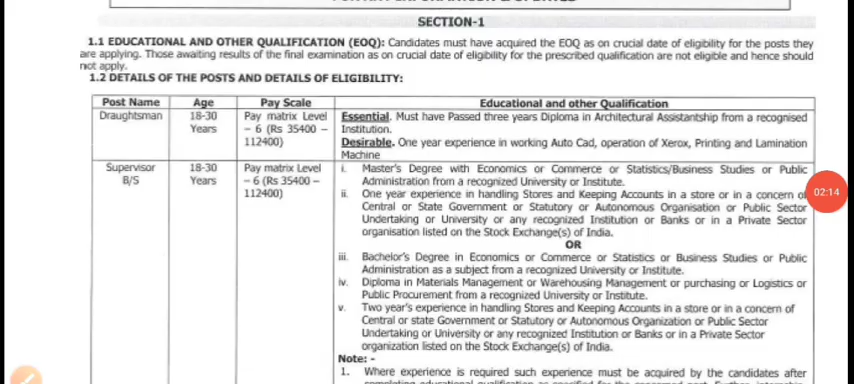 SECTION-1
1.1 EDUCATIONAL AND OTHER QUALIFICATION (EOQ): Candidates must have acquired the EOQ as on crucial date of eligibility for the posts they
are applying. Those awaiting results of the final examination as on crucial date of eligibility for the prescribed qualification are not eligible and hence should
not apply.
1.2 DETAILS OF THE POSTS AND DETAILS OF ELIGIBILITY:
Post Name Age Pay Scale Educational and other Qualification
Draughtsman 18-30 Pay matrix Level Essential. Must have Passed three years Diploma in Architectural Assistantship from a recognised
Years – 6 (Rs 35400 – Institution.
112400) Desirable. One year experience in working Auto Cad, operation of Xerox, Printing and Lamination
Machine
Supervisor 18-30 Pay matrix Level i. Master's Degree with Economics or Commerce or Statistics/Business Studies or Public
B/S Years – 6 (Rs 35400 – Administration from a recognized University or Institute.
112400) ii. One year experience in handling Stores and Keeping Accounts in a store or in a concern of
02:14
Central or State Government or Statutory or Autonomous Organisation or Public Sector
Undertaking or University or any recognized Institution or Banks or in a Private Sector
organisation listed on the Stock Exchange(s) of India.
OR
iii. Bachelor's Degree in Economics or Commerce or Statistics or Business Studies or Public
Administration as a subject from a recognized University or Institute.
iv. Diploma in Materials Management or Warehousing Management or purchasing or Logistics or
Public Procurement from a recognized University or Institute.
v. Two year's experience in handling Stores and Keeping Accounts in a store or in a concern of
Central or state Government or Statutory or Autonomous Organization or Public Sector
Undertaking or University or any recognized Institution or Banks or in a Private Sector
organization listed on the Stock Exchange(s) of India.
Note: -
1. Where experience is required such experience must be acquired by the candidates after